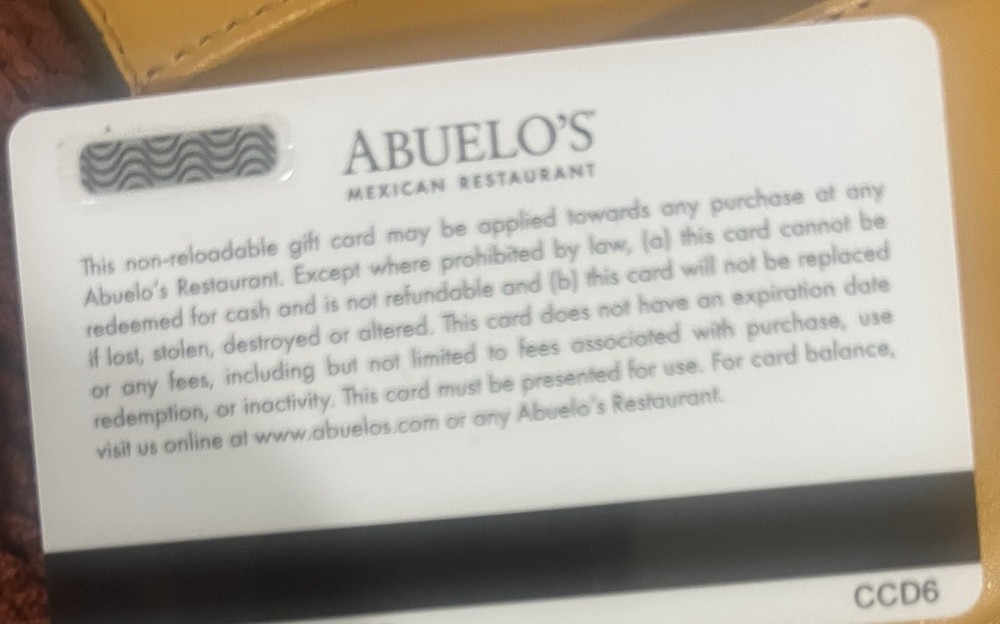 ABUELO'S
MEXICAN RESTAURANT
This non-reloadable gift card may be applied towards any purchase at any
Abuelo's Restaurant. Except where prohibited by law, (a) this card cannot be
redeemed for cash and is not refundable and (b) this card will not be replaced
if lost, stolen, destroyed or altered. This card does not have an expiration date
or any fees, including but not limited to fees associated with purchase, use
redemption, or inactivity. This card must be presented for use. For card balance,
visit us online at www.abuelos.com or any Abuelo's Restaurant.
CCD6